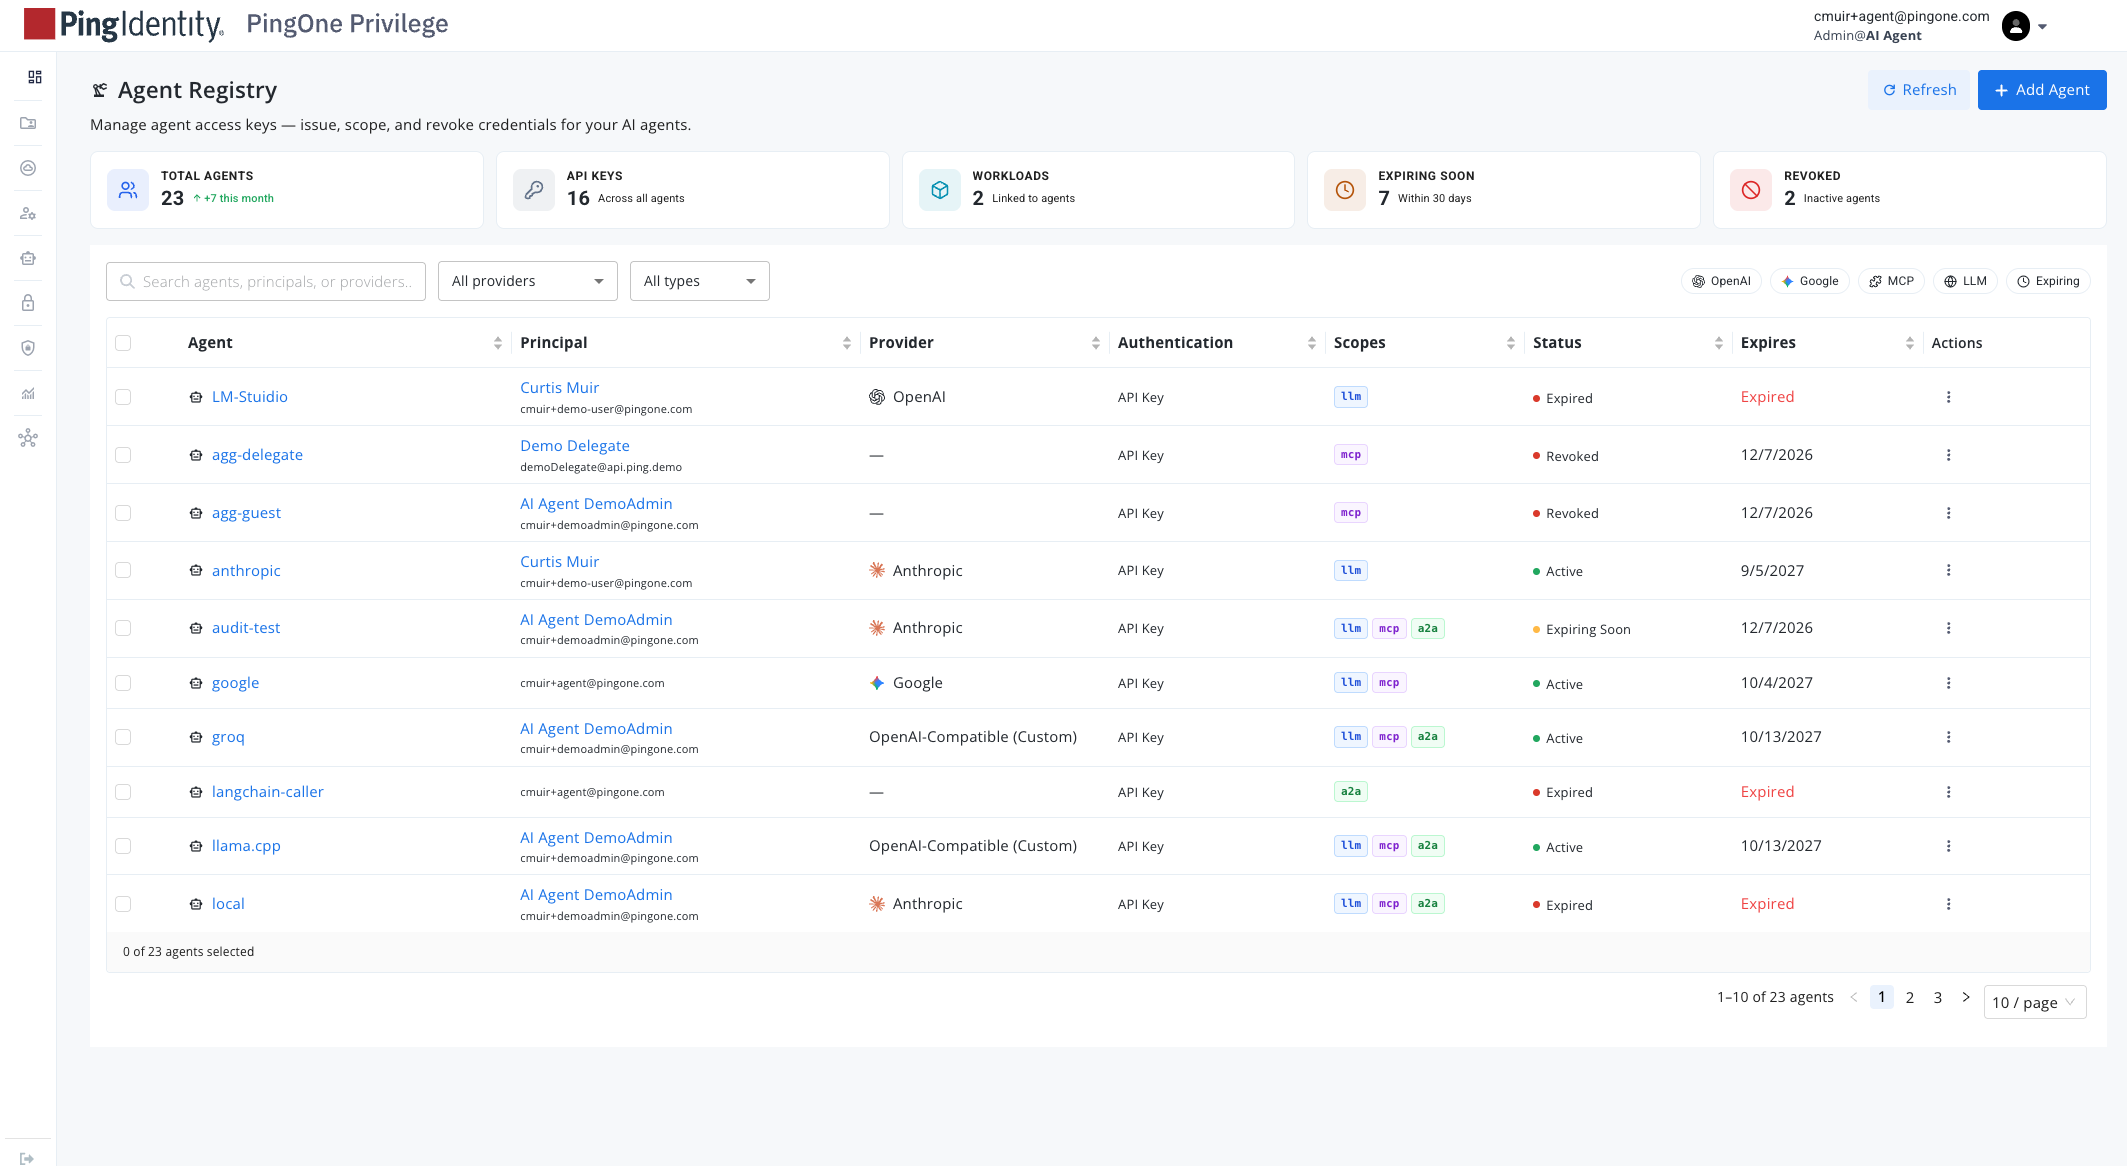 PingIdentity.
PingOne Privilege
cmuir+agent@pingone.com
Admin@AI Agent
Agent Registry
Refresh
+ Add Agent
Manage agent access keys — issue, scope, and revoke credentials for your AI agents.
TOTAL AGENTS
23 ↑ +7 this month
API KEYS
16 Across all agents
WORKLOADS
2 Linked to agents
EXPIRING SOON
7 Within 30 days
REVOKED
2 Inactive agents
Search agents, principals, or providers..
All providers
All types
OpenAI
Google
MCP
LLM
Expiring
Agent Principal Provider Authentication Scopes Status Expires Actions
LM-Stuidio Curtis Muir OpenAI API Key llm Expired Expired
cmuir+demo-user@pingone.com
agg-delegate Demo Delegate — API Key mcp Revoked 12/7/2026
demoDelegate@api.ping.demo
agg-guest AI Agent DemoAdmin — API Key mcp Revoked 12/7/2026
cmuir+demoadmin@pingone.com
anthropic Curtis Muir Anthropic API Key llm Active 9/5/2027
cmuir+demo-user@pingone.com
audit-test AI Agent DemoAdmin Anthropic API Key llm mcp a2a Expiring Soon 12/7/2026
cmuir+demoadmin@pingone.com
google cmuir+agent@pingone.com Google API Key llm mcp Active 10/4/2027
groq AI Agent DemoAdmin OpenAI-Compatible (Custom) API Key llm mcp a2a Active 10/13/2027
cmuir+demoadmin@pingone.com
langchain-caller cmuir+agent@pingone.com — API Key a2a Expired Expired
llama.cpp AI Agent DemoAdmin OpenAI-Compatible (Custom) API Key llm mcp a2a Active 10/13/2027
cmuir+demoadmin@pingone.com
local AI Agent DemoAdmin Anthropic API Key llm mcp a2a Expired Expired
cmuir+demoadmin@pingone.com
0 of 23 agents selected
1–10 of 23 agents < 1 2 3 > 10 / page